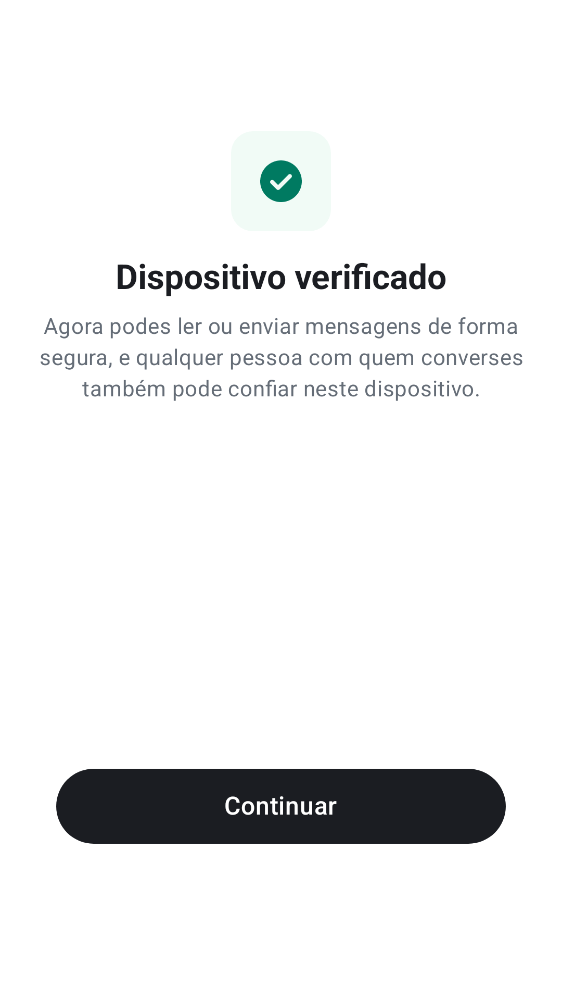 Dispositivo verificado
Agora podes ler ou enviar mensagens de forma
segura, e qualquer pessoa com quem converses
também pode confiar neste dispositivo.
Continuar